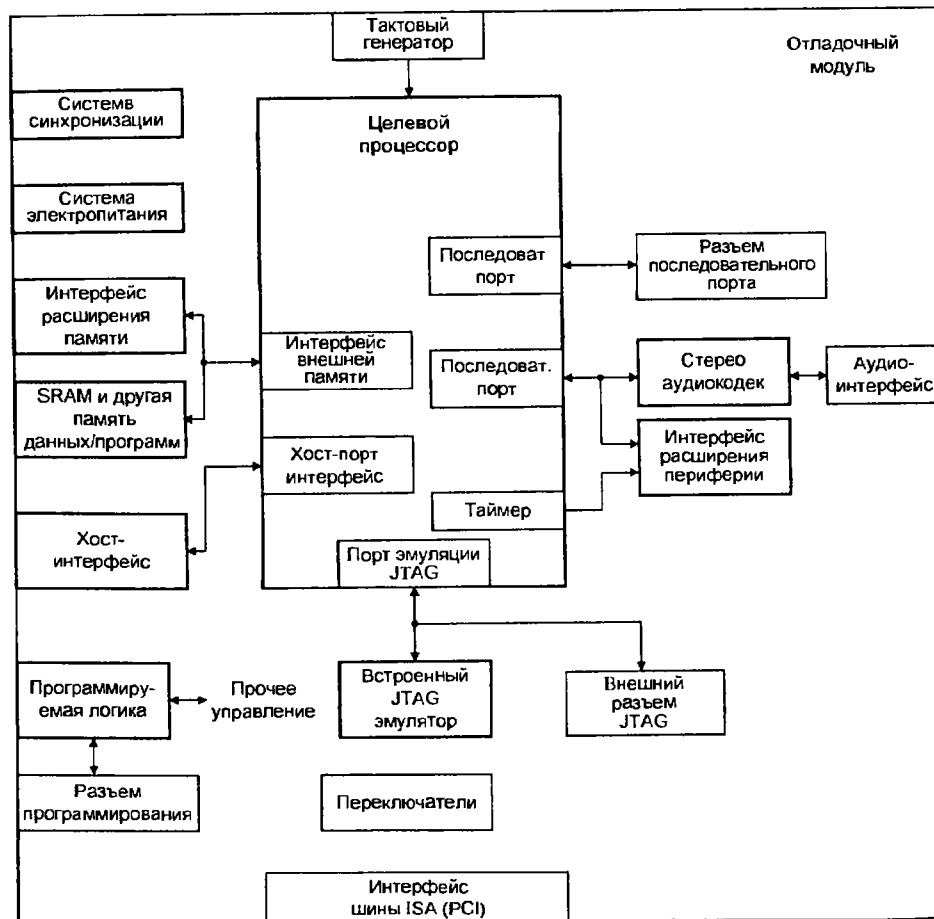 Тактовый
генератор
Отладочный
модуль
Системв
синхронизации
Целевой
процессор
Система
электропитания
Последоват
порт
Разъем
последовательного
порта
Интерфейс
расширения
памяти
Интерфейс
внешней
памяти
Последоват.
порт
Стерео
аудиокодек
Аудио-
интерфейс
SRAM и другая
память
данных/программ
Хост-порт
интерфейс
Интерфейс
расширения
периферии
Таймер
Хост-
интерфейс
Порт эмуляции
JTAG
Программиру-
емая логика
Прочее
управление
Встроенный
JTAG
эмулятор
Внешний
разъем
JTAG
Разъем
программирования
Переключатели
Интерфейс
шины ISA (PCI)